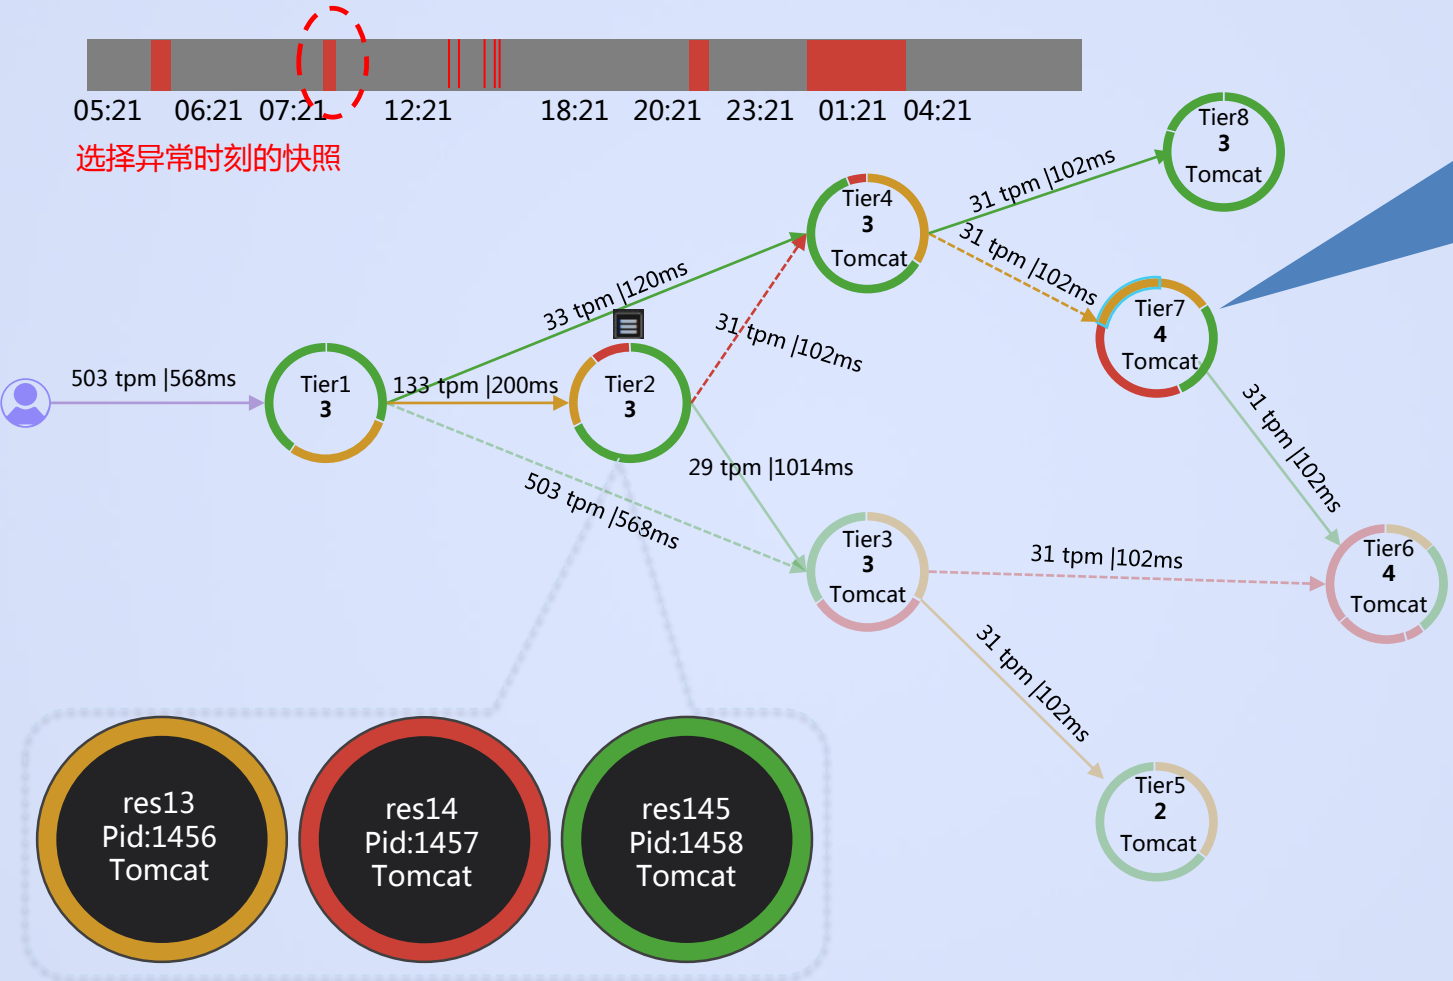 05:21 06:21 07:21 12:21 18:21 20:21 23:21 01:21 04:21
选择异常时刻的快照
Tier8
3
Tomcat
31 tpm |102ms
Tier4
3
Tomcat
31 tpm |102ms
33 tpm |120ms
Tier7
4
Tomcat
31 tpm |102ms
503 tpm |568ms
Tier1
3
133 tpm |200ms
Tier2
3
31 tpm |102ms
29 tpm |1014ms
503 tpm |568ms
Tier3
3
Tomcat
31 tpm |102ms
Tier6
4
Tomcat
31 tpm |102ms
Tier5
2
Tomcat
res13
Pid:1456
Tomcat
res14
Pid:1457
Tomcat
res145
Pid:1458
Tomcat